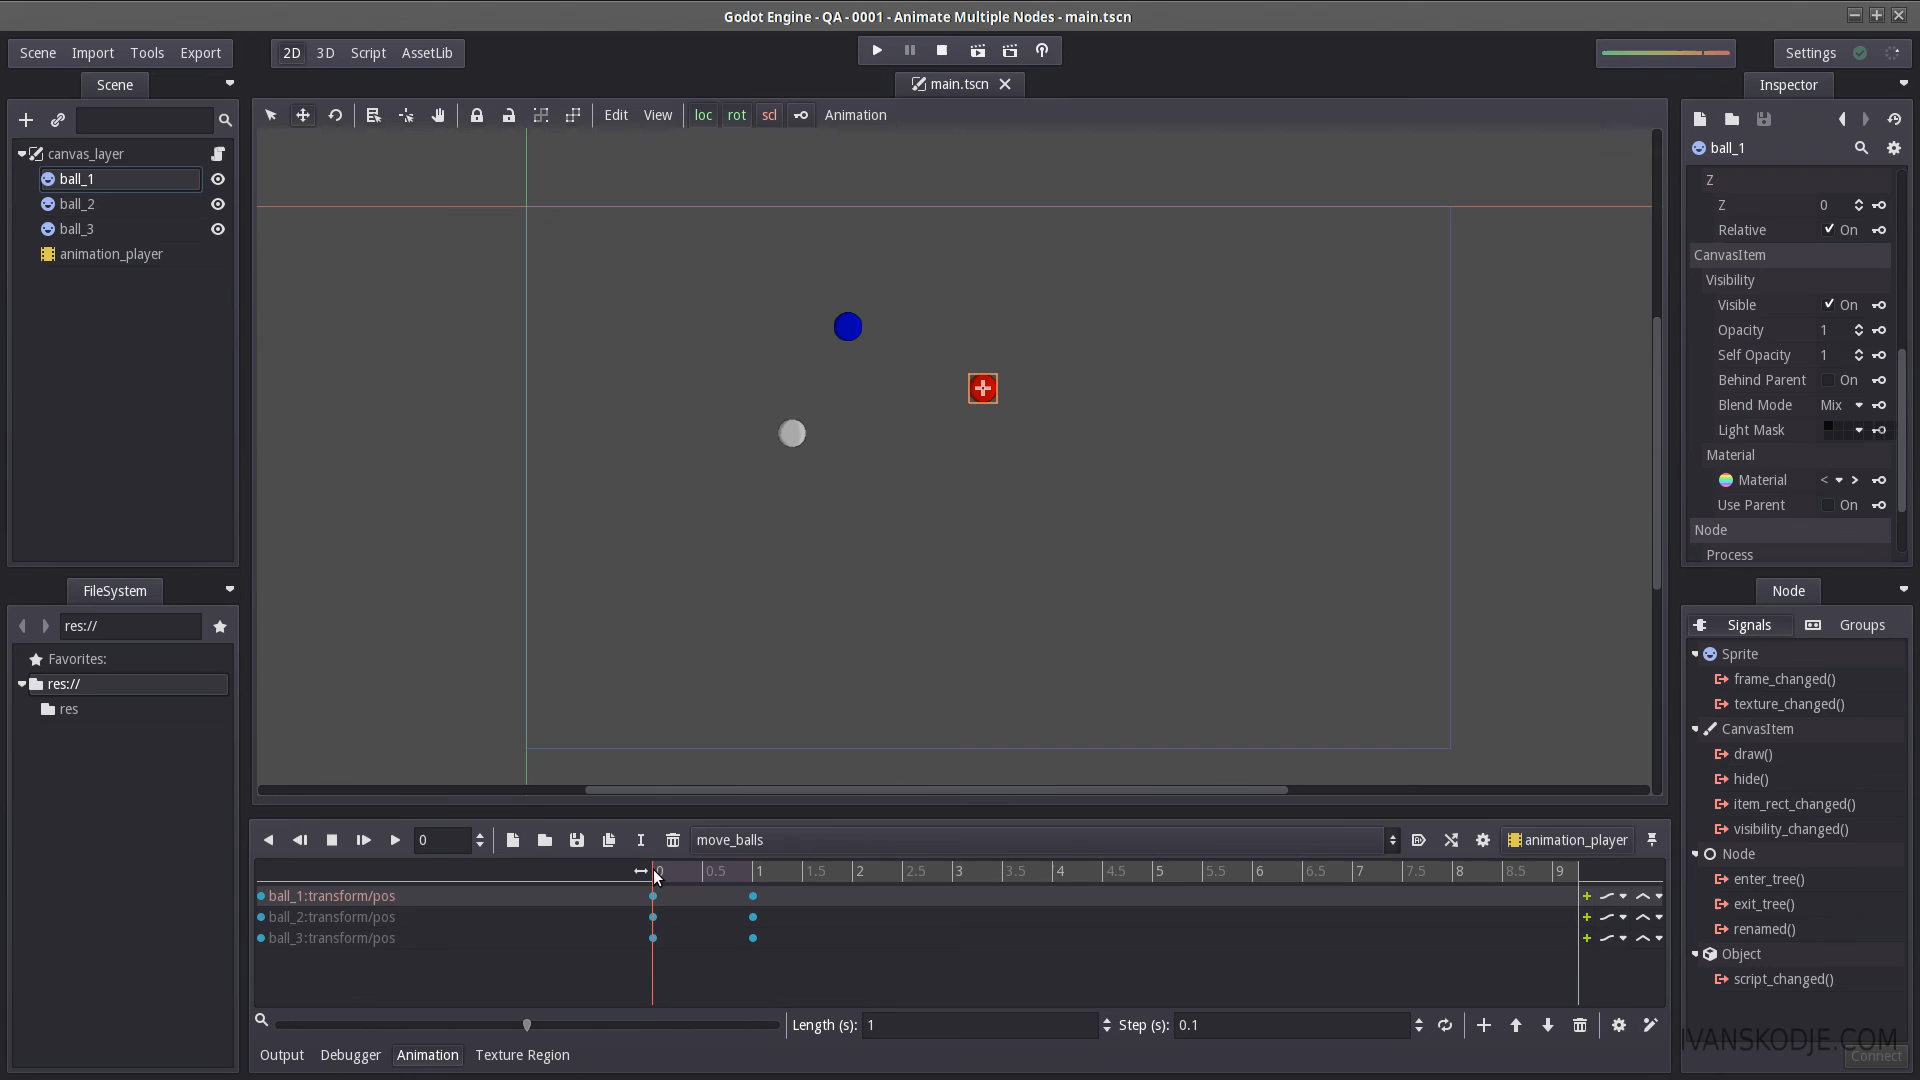 Godot Engine - QA - 0001 - Animate Multiple Nodes - main.tscn
Scene Import Tools Export
2D 3D Script AssetLib
Settings
Scene
main.tscn
Inspector
Edit View loc rot scl Animation
canvas_layer
ball_1
ball_2
ball_3
animation_player
ball_1
Z
Z 0
Relative On
CanvasItem
Visibility
Visible On
Opacity 1
Self Opacity 1
Behind Parent On
Blend Mode Mix
Light Mask
Material
Material <
Use Parent On
Node
Process
FileSystem
res://
Favorites:
res://
res
Node
Signals Groups
Sprite
frame_changed()
texture_changed()
CanvasItem
draw()
hide()
item_rect_changed()
visibility_changed()
Node
enter_tree()
exit_tree()
renamed()
Object
script_changed()
0 move_balls animation_player
0 0.5 1 1.5 2 2.5 3 3.5 4 4.5 5 5.5 6 6.5 7 7.5 8 8.5 9
ball_1:transform/pos
ball_2:transform/pos
ball_3:transform/pos
Length (s): 1 Step (s): 0.1
Output Debugger Animation Texture Region
IVANSKODJE.COM
Connect